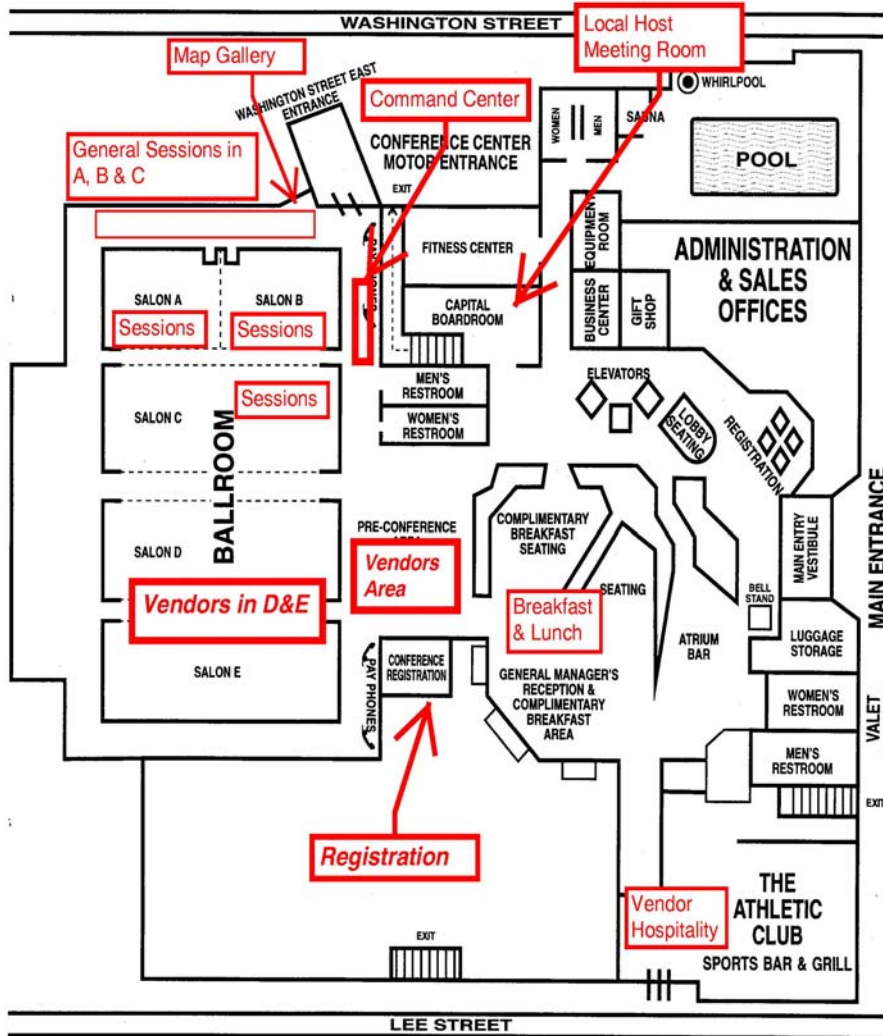 WASHINGTON STREET
Local Host
Meeting Room
Map Gallery
WASHINGTON STREET EAST
ENTRANCE
Command Center
WHIRLPOOL
WOMEN
MEN
SAUNA
General Sessions in
A, B & C
CONFERENCE CENTER
MOTOR ENTRANCE
POOL
EXIT
FITNESS CENTER
EQUIPMENT
ROOM
ADMINISTRATION
& SALES
OFFICES
SALON A
SALON B
CAPITAL
BOARDROOM
BUSINESS
CENTER
GIFT
SHOP
Sessions
Sessions
MEN'S
RESTROOM
ELEVATORS
Sessions
SALON C
WOMEN'S
RESTROOM
LOBBY
SEATING
REGISTRATION
BALLROOM
MAIN ENTRANCE
PRE-CONFERENCE
COMPLIMENTARY
BREAKFAST
SEATING
MAIN ENTRY
VESTIBULE
SALON D
Vendors
Area
SEATING
BELL
STAND
Vendors in D&E
Breakfast
& Lunch
ATRIUM
BAR
LUGGAGE
STORAGE
SALON E
PAY PHONES
CONFERENCE
REGISTRATION
GENERAL MANAGER'S
RECEPTION &
COMPLIMENTARY
BREAKFAST
AREA
WOMEN'S
RESTROOM
VALET
MEN'S
RESTROOM
EXIT
Registration
THE
ATHLETIC
CLUB
SPORTS BAR & GRILL
Vendor
Hospitality
EXIT
LEE STREET